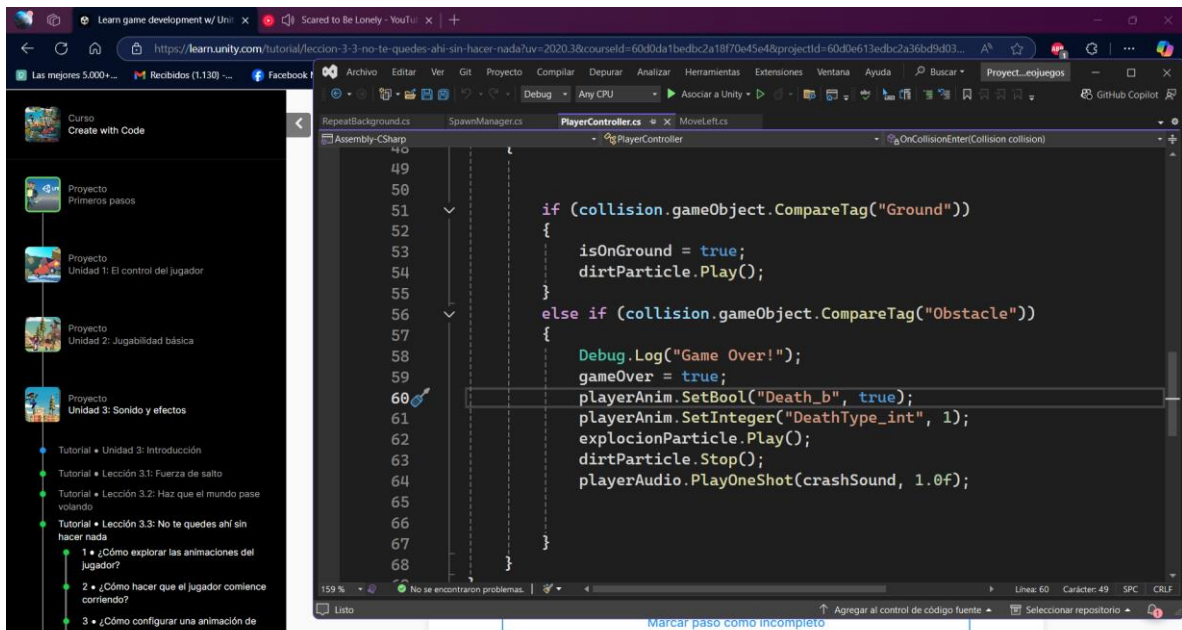 Learn game development w/ Unit
Scared to Be Lonely - YouTu
https://learn.unity.com/tutorial/leccion-3-3-no-te-quedes-ahi-sin-hacer-nada?uv=2020.3&courseId=60d0da1bedbc2a18f70e45e4&projectId=60d0e613edbc2a36bd9d03...
Las mejores 5.000+...
Recibidos (1.130) -...
Facebook
Curso
Create with Code
Proyecto
Primeros pasos
Proyecto
Unidad 1: El control del jugador
Proyecto
Unidad 2: Jugabilidad básica
Proyecto
Unidad 3: Sonido y efectos
Tutorial • Unidad 3: Introducción
Tutorial • Lección 3.1: Fuerza de salto
Tutorial • Lección 3.2: Haz que el mundo pase
volando
Tutorial • Lección 3.3: No te quedes ahí sin
hacer nada
1 • ¿Cómo explorar las animaciones del
jugador?
2 • ¿Cómo hacer que el jugador comience
corriendo?
3 • ¿Cómo configurar una animación de
Archivo Editar Ver Git Proyecto Compilar Depurar Analizar Herramientas Extensiones Ventana Ayuda Buscar Proyect...eojuegos
Debug Any CPU Asociar a Unity GitHub Copilot
RepeatBackground.cs SpawnManager.cs PlayerController.cs MoveLeft.cs
Assembly-CSharp PlayerController OnCollisionEnter(Collision collision)
48 {
49
50
51 if (collision.gameObject.CompareTag("Ground"))
52 {
53 isOnGround = true;
54 dirtParticle.Play();
55 }
56 else if (collision.gameObject.CompareTag("Obstacle"))
57 {
58 Debug.Log("Game Over!");
59 gameOver = true;
60 playerAnim.SetBool("Death_b", true);
61 playerAnim.SetInteger("DeathType_int", 1);
62 explocionParticle.Play();
63 dirtParticle.Stop();
64 playerAudio.PlayOneShot(crashSound, 1.0f);
65
66
67 }
68 }
159 % No se encontraron problemas. Línea: 60 Carácter: 49 SPC CRLF
Listo Agregar al control de código fuente Seleccionar repositorio
Marcar paso como incompleto